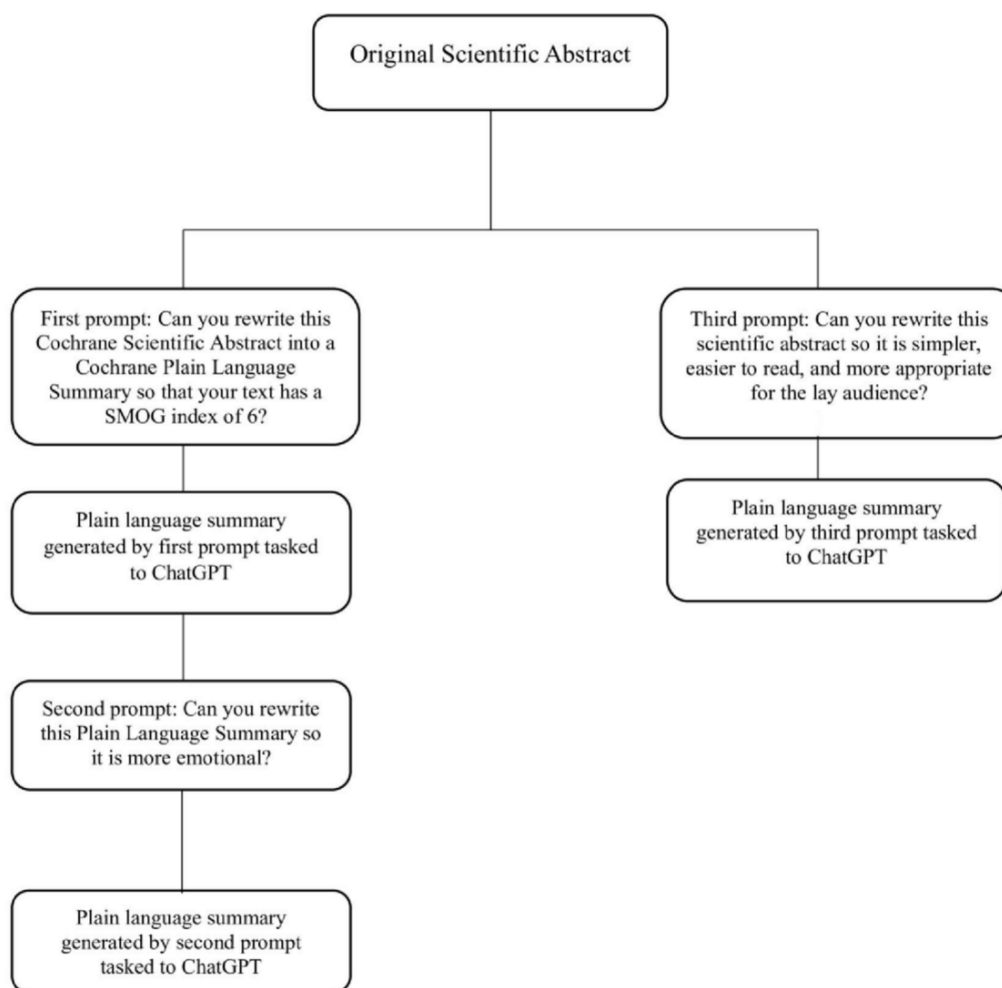 Original Scientific Abstract
First prompt: Can you rewrite this
Cochrane Scientific Abstract into a
Cochrane Plain Language
Summary so that your text has a
SMOG index of 6?
Third prompt: Can you rewrite this
scientific abstract so it is simpler,
easier to read, and more appropriate
for the lay audience?
Plain language summary
generated by first prompt tasked
to ChatGPT
Plain language summary
generated by third prompt tasked
to ChatGPT
Second prompt: Can you rewrite
this Plain Language Summary so
it is more emotional?
Plain language summary
generated by second prompt
tasked to ChatGPT